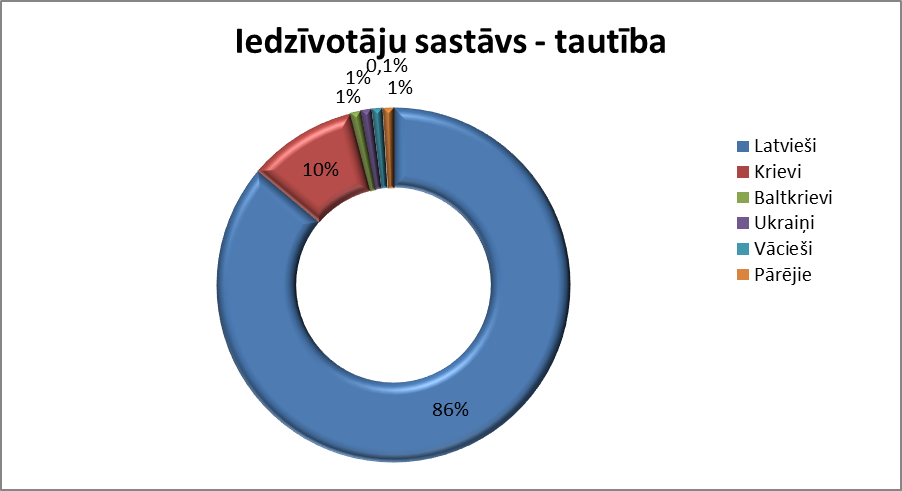 Iedzīvotāju sastāvs - tautība
0,1%
1%
1%
1%
10%
86%
Latvieši
Krievi
Baltkrievi
Ukraiņi
Vācieši
Pārējie